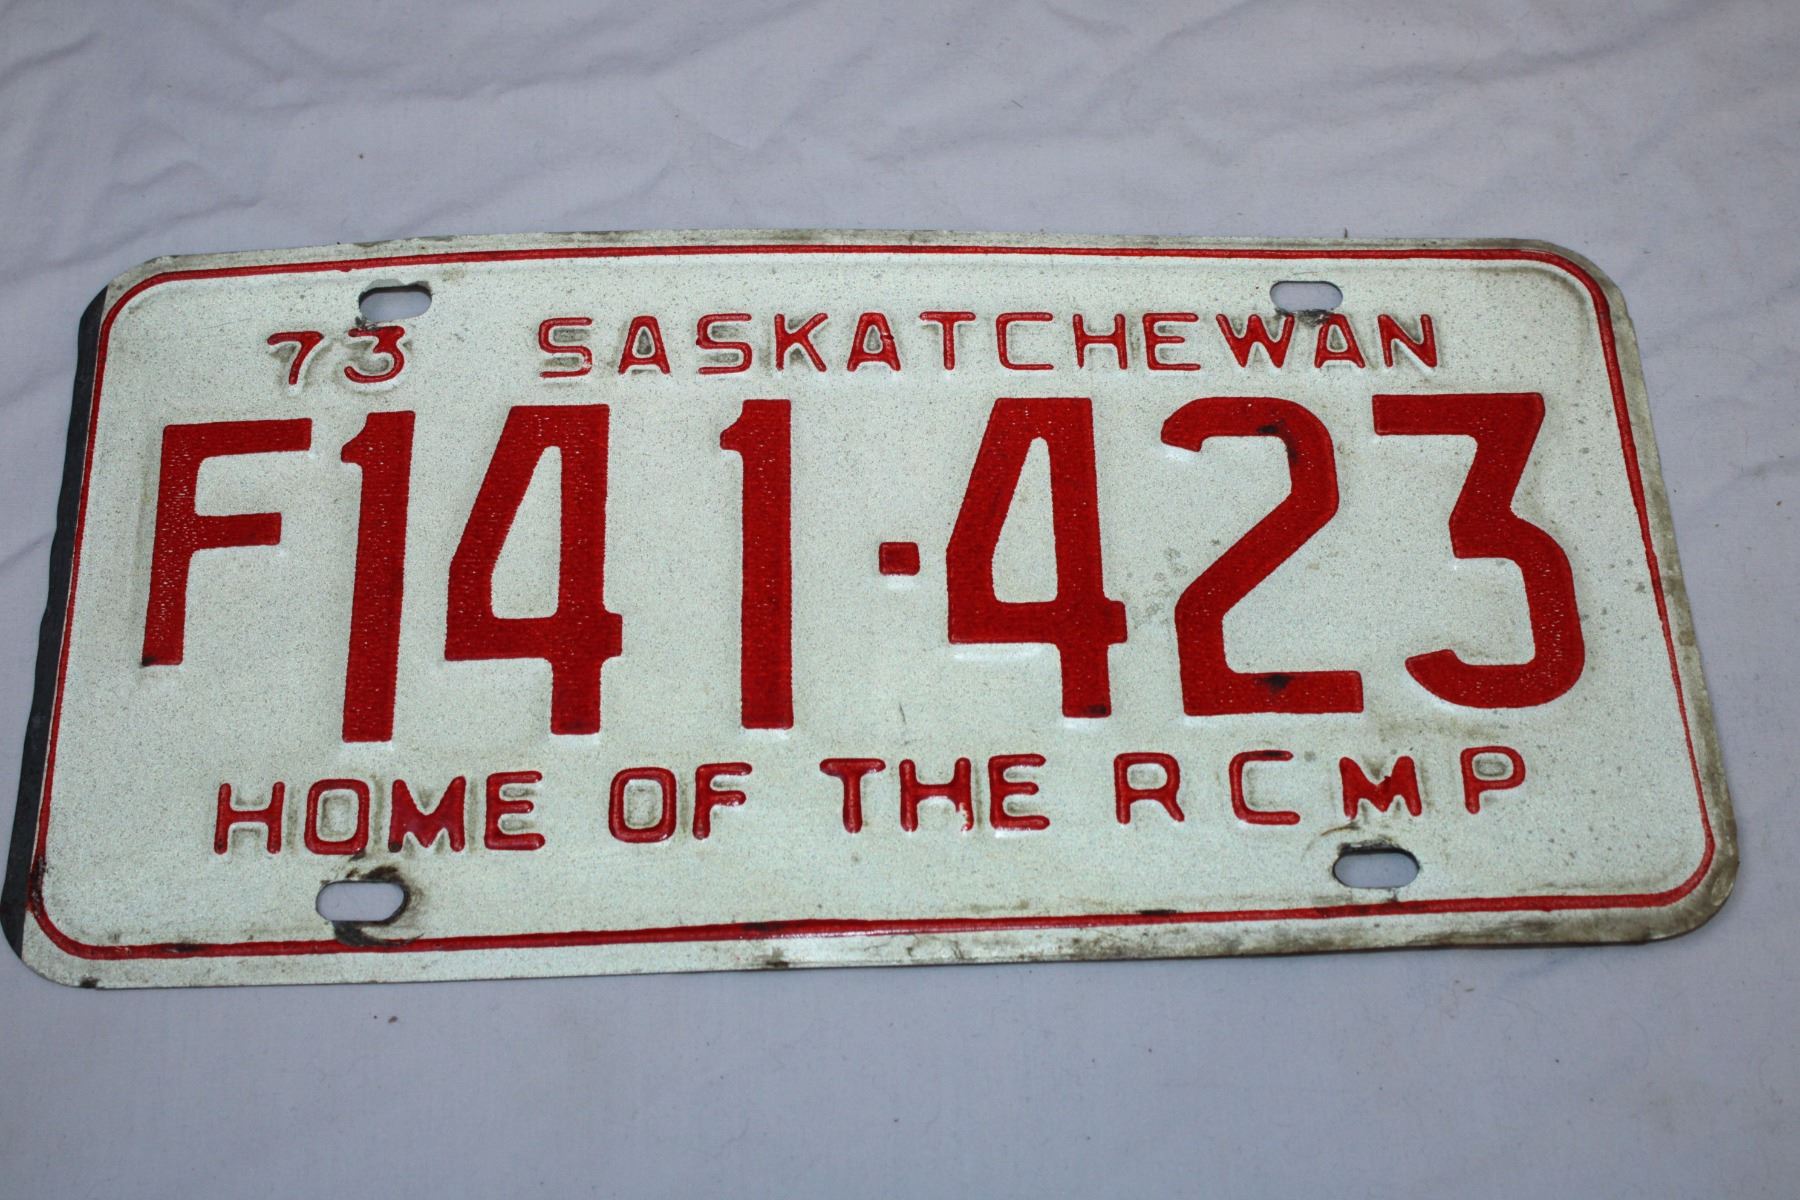 73 SASKATCHEWAN
F141·423
HOME OF THE RCMP